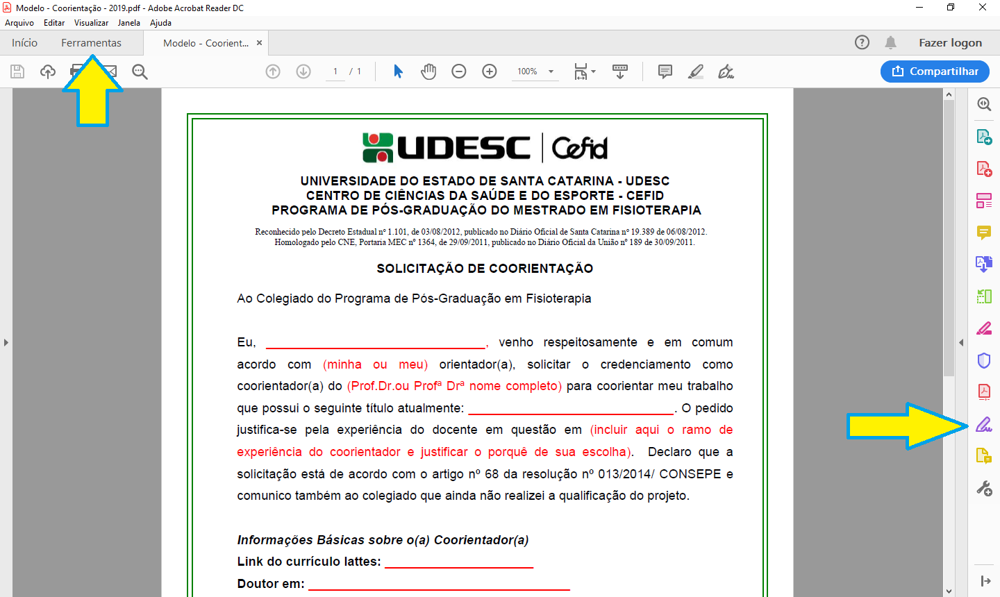 Modelo - Coorientação - 2019.pdf - Adobe Acrobat Reader DC
Arquivo Editar Visualizar Janela Ajuda
Início Ferramentas Modelo - Coorient... × Fazer logon
1 / 1 100% Compartilhar
UDESC Cefid
UNIVERSIDADE DO ESTADO DE SANTA CATARINA - UDESC
CENTRO DE CIÊNCIAS DA SAÚDE E DO ESPORTE - CEFID
PROGRAMA DE PÓS-GRADUAÇÃO DO MESTRADO EM FISIOTERAPIA
Reconhecido pelo Decreto Estadual nº 1.101, de 03/08/2012, publicado no Diário Oficial de Santa Catarina nº 19.389 de 06/08/2012.
Homologado pelo CNE, Portaria MEC nº 1364, de 29/09/2011, publicado no Diário Oficial da União nº 189 de 30/09/2011.
SOLICITAÇÃO DE COORIENTAÇÃO
Ao Colegiado do Programa de Pós-Graduação em Fisioterapia
Eu, ________________________________, venho respeitosamente e em comum
acordo com (minha ou meu) orientador(a), solicitar o credenciamento como
coorientador(a) do (Prof.Dr.ou Profª Drª nome completo) para coorientar meu trabalho
que possui o seguinte título atualmente: ______________________________. O pedido
justifica-se pela experiência do docente em questão em (incluir aqui o ramo de
experiência do coorientador e justificar o porquê de sua escolha). Declaro que a
solicitação está de acordo com o artigo nº 68 da resolução nº 013/2014/ CONSEPE e
comunico também ao colegiado que ainda não realizei a qualificação do projeto.
Informações Básicas sobre o(a) Coorientador(a)
Link do currículo lattes: ______________________
Doutor em: ______________________________________